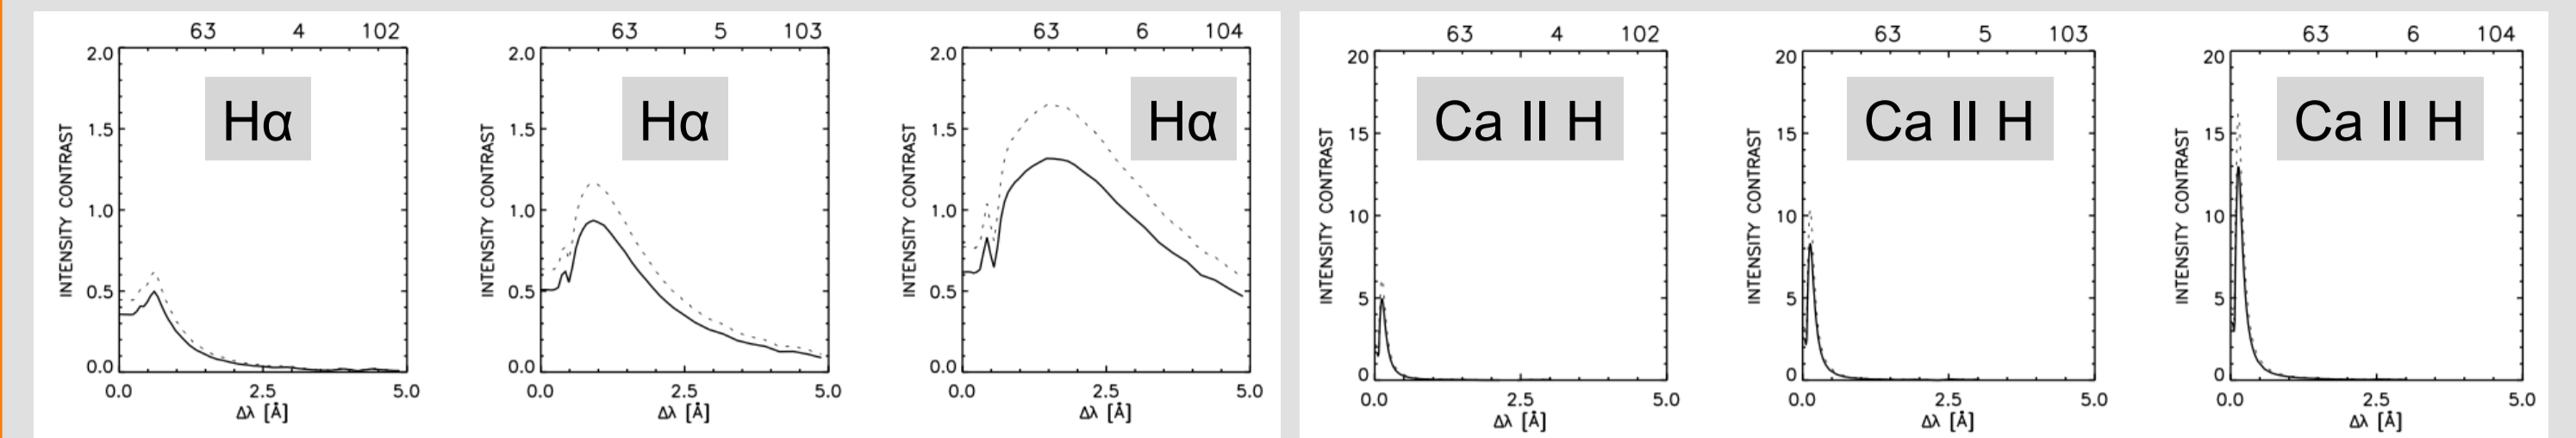 63 4 102
2.0
1.5
1.0
0.5
0.0
INTENSITY CONTRAST
Hα
0.0 2.5 5.0
Δλ [Å]
63 5 103
2.0
1.5
1.0
0.5
0.0
INTENSITY CONTRAST
Hα
0.0 2.5 5.0
Δλ [Å]
63 6 104
2.0
1.5
1.0
0.5
0.0
INTENSITY CONTRAST
Hα
0.0 2.5 5.0
Δλ [Å]
63 4 102
20
15
10
5
0
INTENSITY CONTRAST
Ca II H
0.0 2.5 5.0
Δλ [Å]
63 5 103
20
15
10
5
0
INTENSITY CONTRAST
Ca II H
0.0 2.5 5.0
Δλ [Å]
63 6 104
20
15
10
5
0
INTENSITY CONTRAST
Ca II H
0.0 2.5 5.0
Δλ [Å]